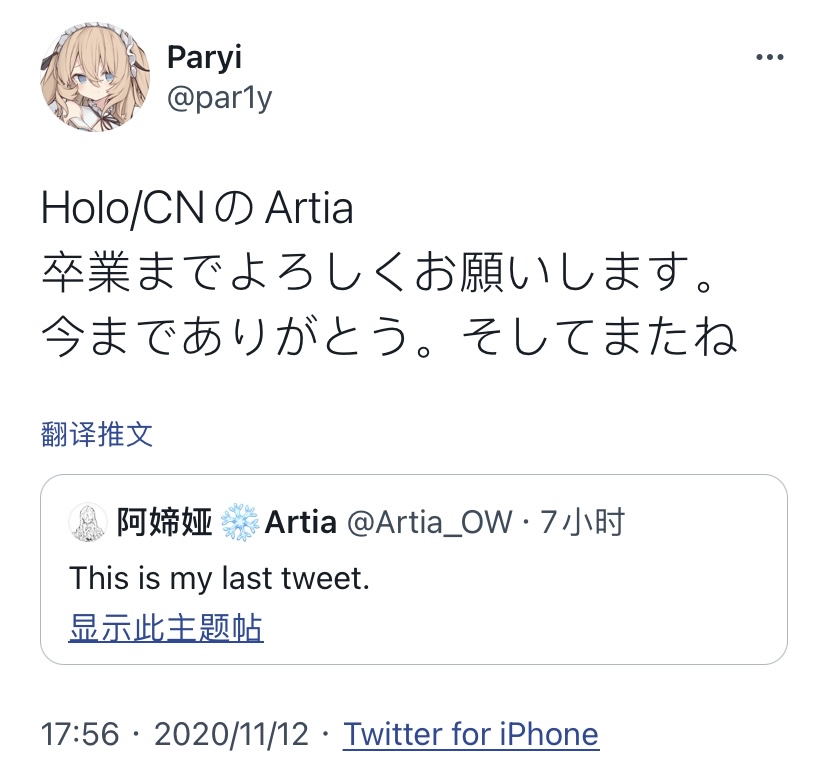 Paryi
@par1y
Holo/CNのArtia
卒業までよろしくお願いします。
今までありがとう。そしてまたね
翻译推文
阿媂娅 ❄️Artia @Artia_OW · 7小时
This is my last tweet.
显示此主题帖
17:56 · 2020/11/12 · Twitter for iPhone